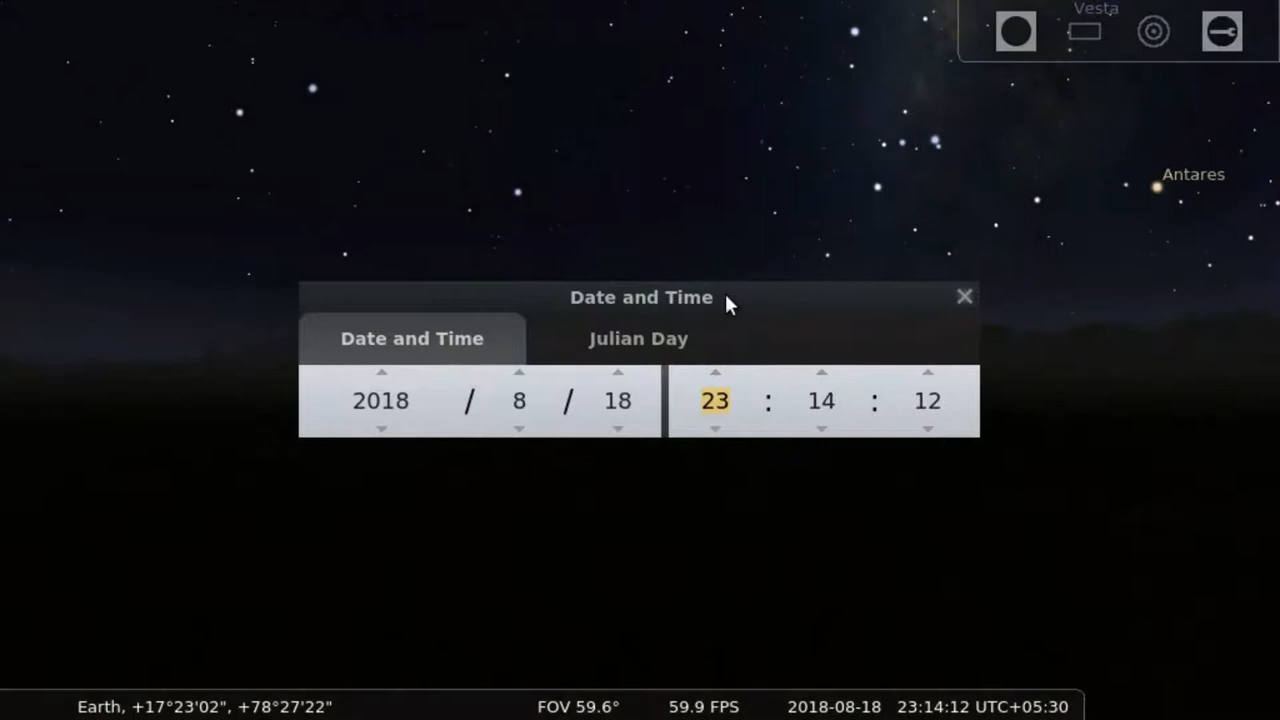 Vesta
Antares
Date and Time
Date and Time Julian Day
2018 / 8 / 18 23 : 14 : 12
Earth, +17°23'02", +78°27'22" FOV 59.6° 59.9 FPS 2018-08-18 23:14:12 UTC+05:30